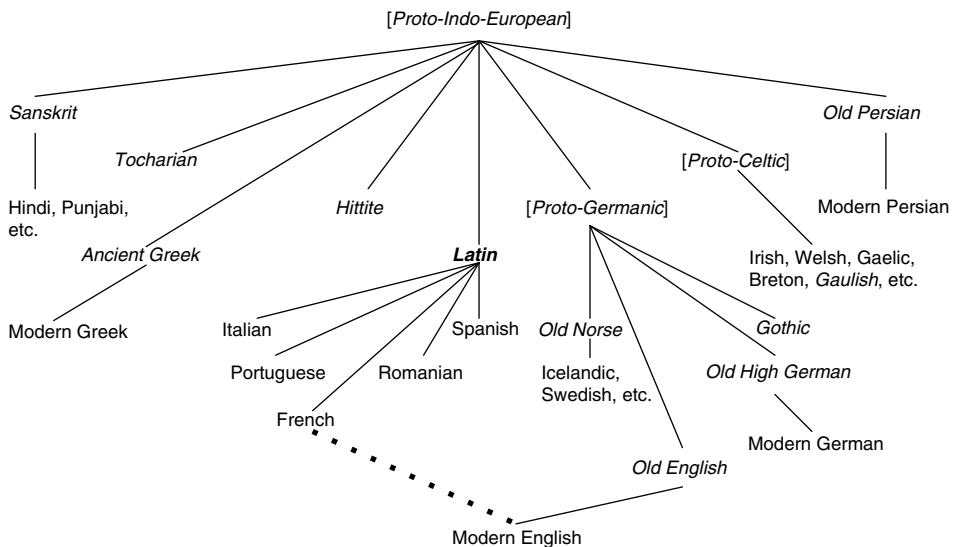 [Proto-Indo-European]
Sanskrit
Old Persian
Tocharian
[Proto-Celtic]
Hindi, Punjabi,
etc.
Hittite
[Proto-Germanic]
Modern Persian
Ancient Greek
Latin
Irish, Welsh, Gaelic,
Breton, Gaulish, etc.
Modern Greek
Italian
Spanish
Old Norse
Gothic
Portuguese
Romanian
Icelandic,
Swedish, etc.
Old High German
French
Modern German
Old English
Modern English